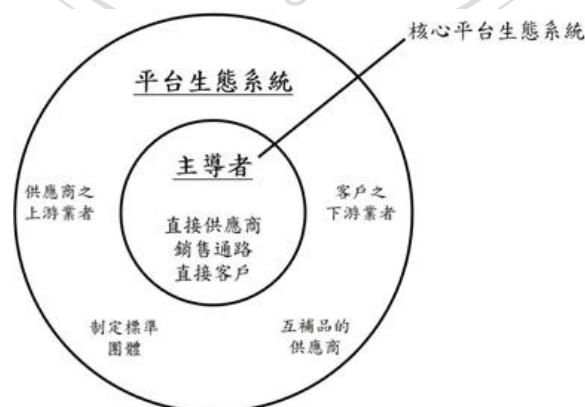 核心平台生態系統
平台生態系統
主導者
供應商之
上游業者
客戶之
下游業者
直接供應商
銷售通路
直接客戶
制定標準
團體
互補品的
供應商